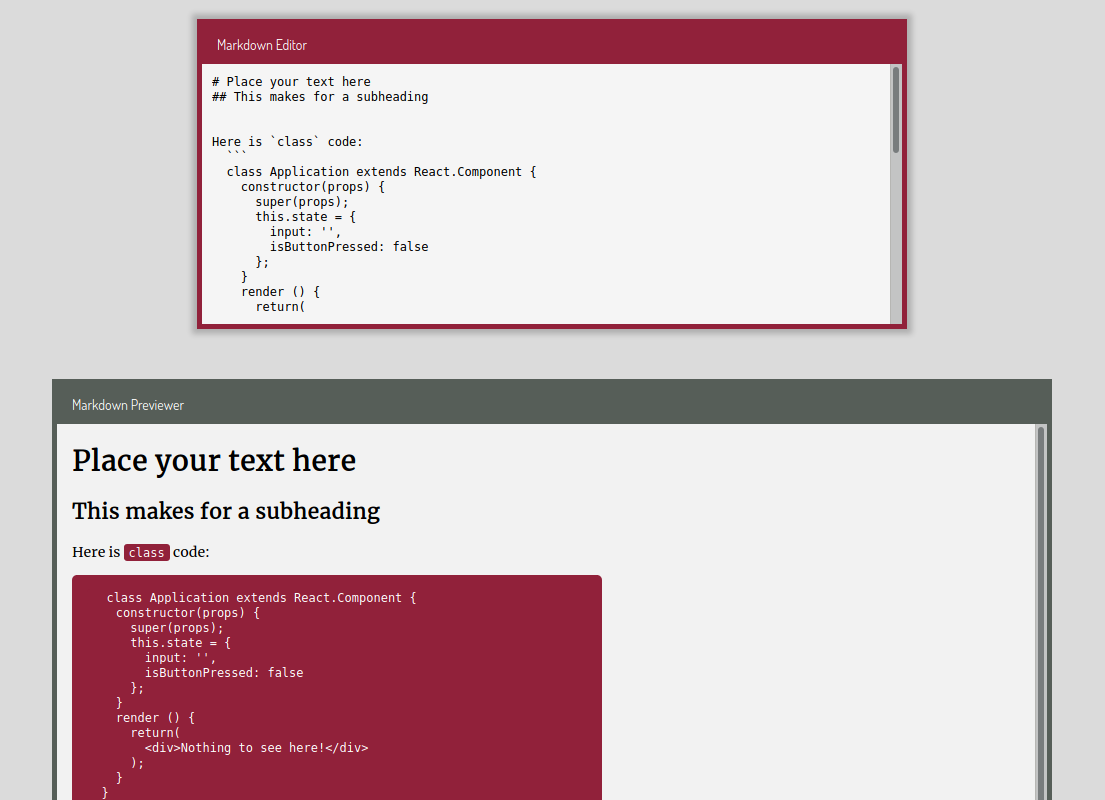 Markdown Editor
# Place your text here
## This makes for a subheading
Here is `class` code:
  ```
  class Application extends React.Component {
    constructor(props) {
      super(props);
      this.state = {
        input: '',
        isButtonPressed: false
      };
    }
    render () {
      return(
Markdown Previewer
Place your text here
This makes for a subheading
Here is class code:
class Application extends React.Component {
  constructor(props) {
    super(props);
    this.state = {
      input: '',
      isButtonPressed: false
    };
  }
  render () {
    return(
      <div>Nothing to see here!</div>
    );
  }
}